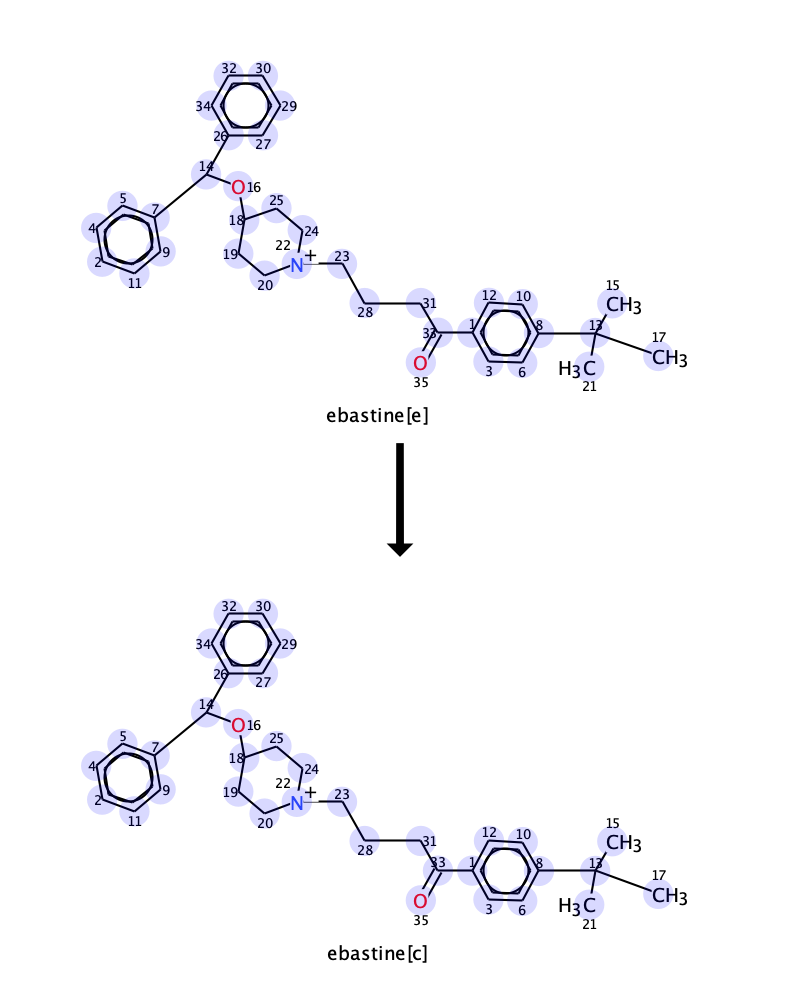 32 30
34 29
26 27
14
O 16
5 7 25
4 18
2 9 19 24
22 +
N 23
11 20
12 10 15
28 31 CH3
33 1 8 13 17
O 3 6 H3C CH3
35 21
ebastine[e]
32 30
34 29
26 27
14
O 16
5 7 25
4 18
2 9 19 24
22 +
N 23
11 20
12 10 15
28 31 CH3
33 1 8 13 17
O 3 6 H3C CH3
35 21
ebastine[c]